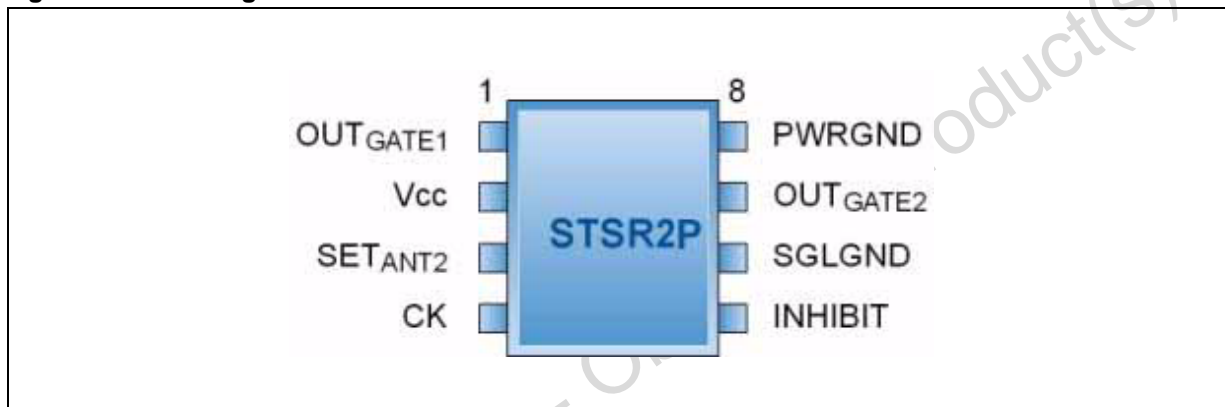 1 8
OUTGATE1 PWRGND
Vcc OUTGATE2
STSR2P
SETANT2 SGLGND
CK INHIBIT